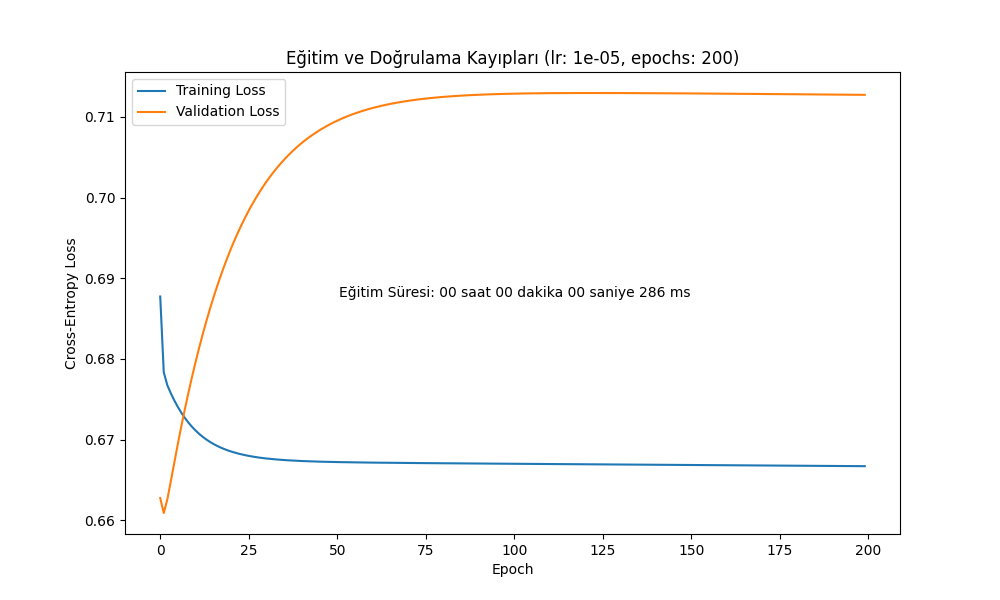 Eğitim ve Doğrulama Kayıpları (lr: 1e-05, epochs: 200)
Training Loss
Validation Loss
0.71
0.70
0.69
0.68
0.67
0.66
Cross-Entropy Loss
Eğitim Süresi: 00 saat 00 dakika 00 saniye 286 ms
0 25 50 75 100 125 150 175 200
Epoch